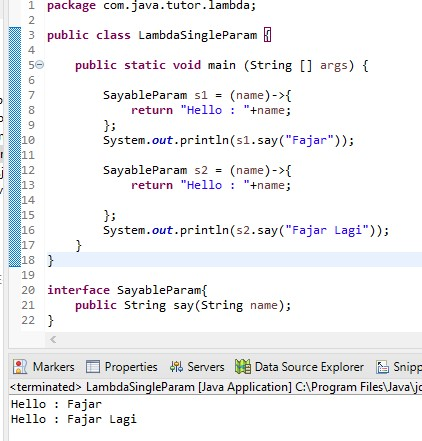 1 package com.java.tutor.lambda;
2
3 public class LambdaSingleParam {
4
5 public static void main (String [] args) {
6
7 SayableParam s1 = (name)->{
8 return "Hello : "+name;
9 };
10 System.out.println(s1.say("Fajar"));
11
12 SayableParam s2 = (name)->{
13 return "Hello : "+name;
14
15 };
16 System.out.println(s2.say("Fajar Lagi"));
17 }
18 }
19
20 interface SayableParam{
21 public String say(String name);
22 }
Markers Properties Servers Data Source Explorer Snipp
<terminated> LambdaSingleParam [Java Application] C:\Program Files\Java\jd
Hello : Fajar
Hello : Fajar Lagi